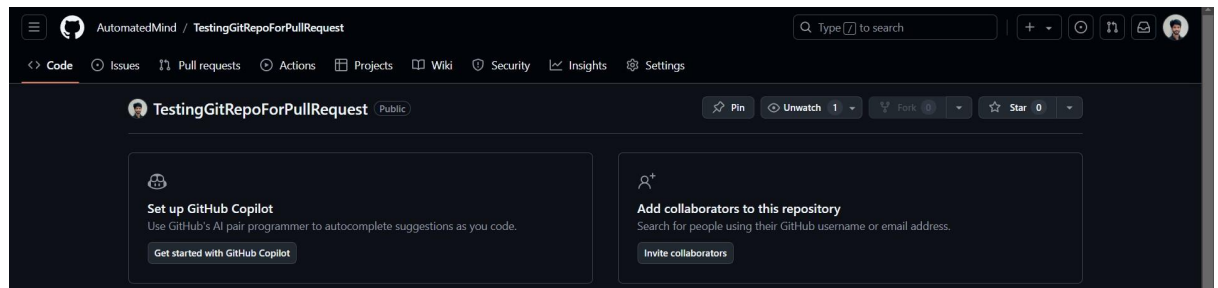 AutomatedMind / TestingGitRepoForPullRequest
Type / to search
Code Issues Pull requests Actions Projects Wiki Security Insights Settings
TestingGitRepoForPullRequest Public
Pin Unwatch 1 Fork 0 Star 0
Set up GitHub Copilot
Use GitHub's AI pair programmer to autocomplete suggestions as you code.
Get started with GitHub Copilot
Add collaborators to this repository
Search for people using their GitHub username or email address.
Invite collaborators